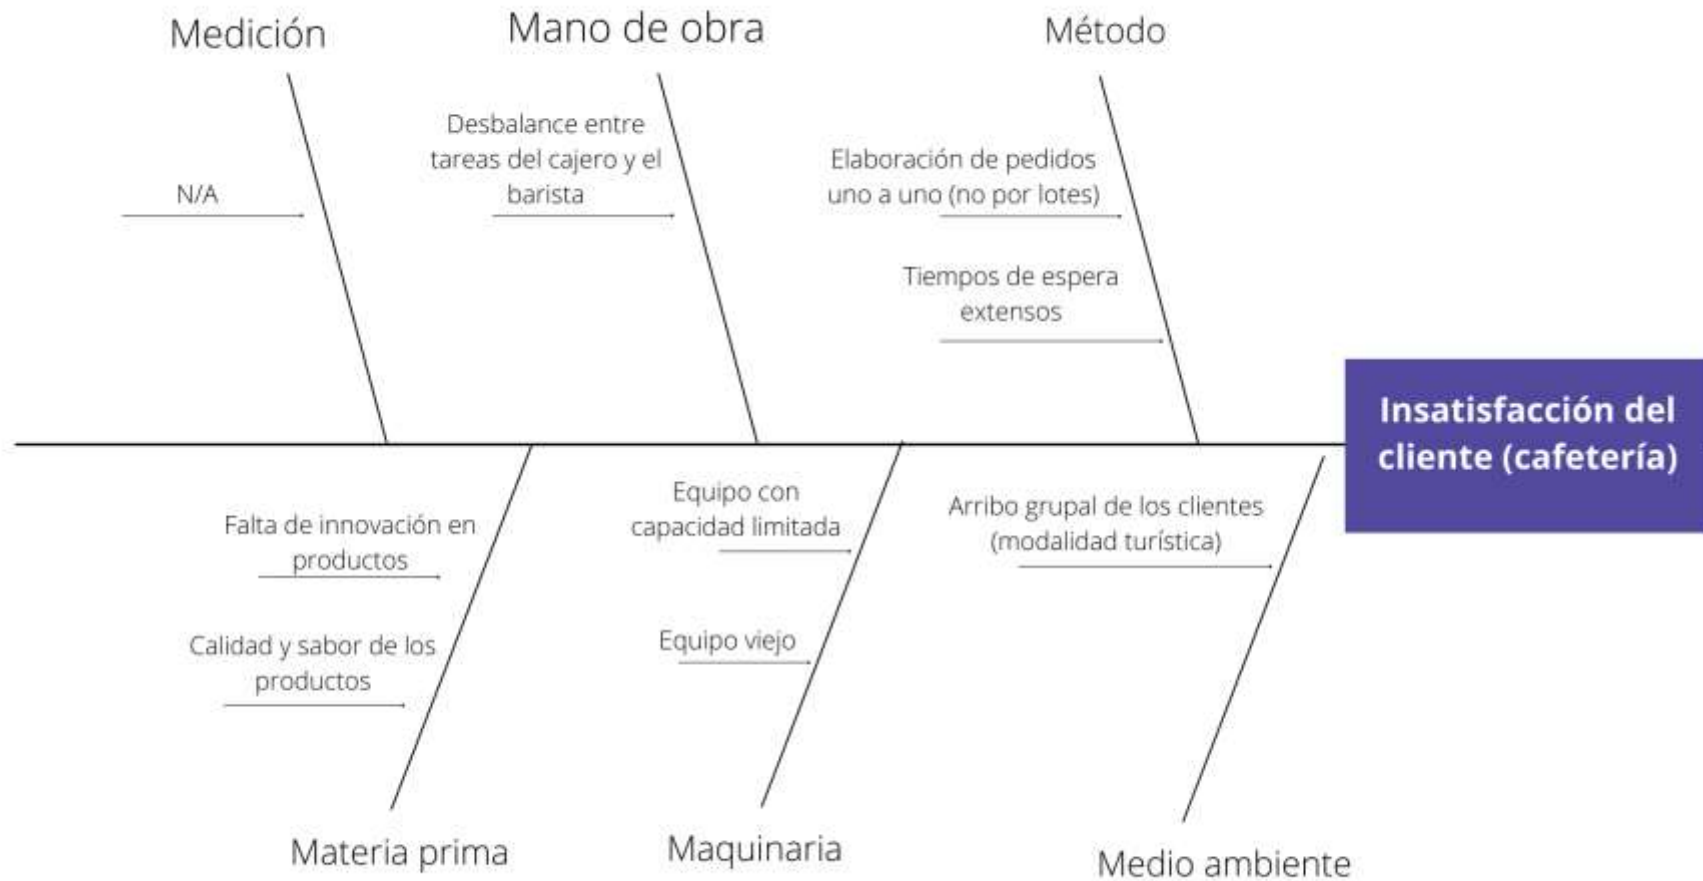 Medición
Mano de obra
Método
N/A
Desbalance entre
tareas del cajero y el
barista
Elaboración de pedidos
uno a uno (no por lotes)
Tiempos de espera
extensos
Insatisfacción del
cliente (cafetería)
Falta de innovación en
productos
Calidad y sabor de los
productos
Equipo con
capacidad limitada
Equipo viejo
Arribo grupal de los clientes
(modalidad turística)
Materia prima
Maquinaria
Medio ambiente